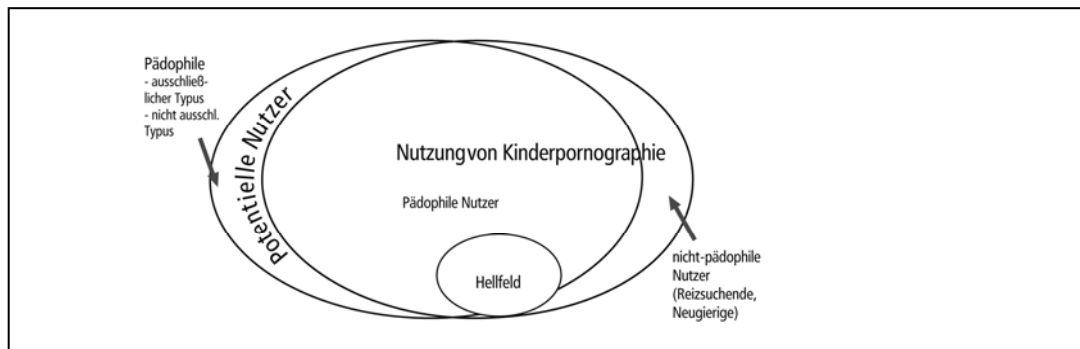 Pädophile
- ausschließ-
licher Typus
- nicht ausschl.
Typus
Potentielle Nutzer
Nutzungvon Kinderpornographie
Pädophile Nutzer
Hellfeld
nicht-pädophile
Nutzer
(Reizsuchende,
Neugierige)